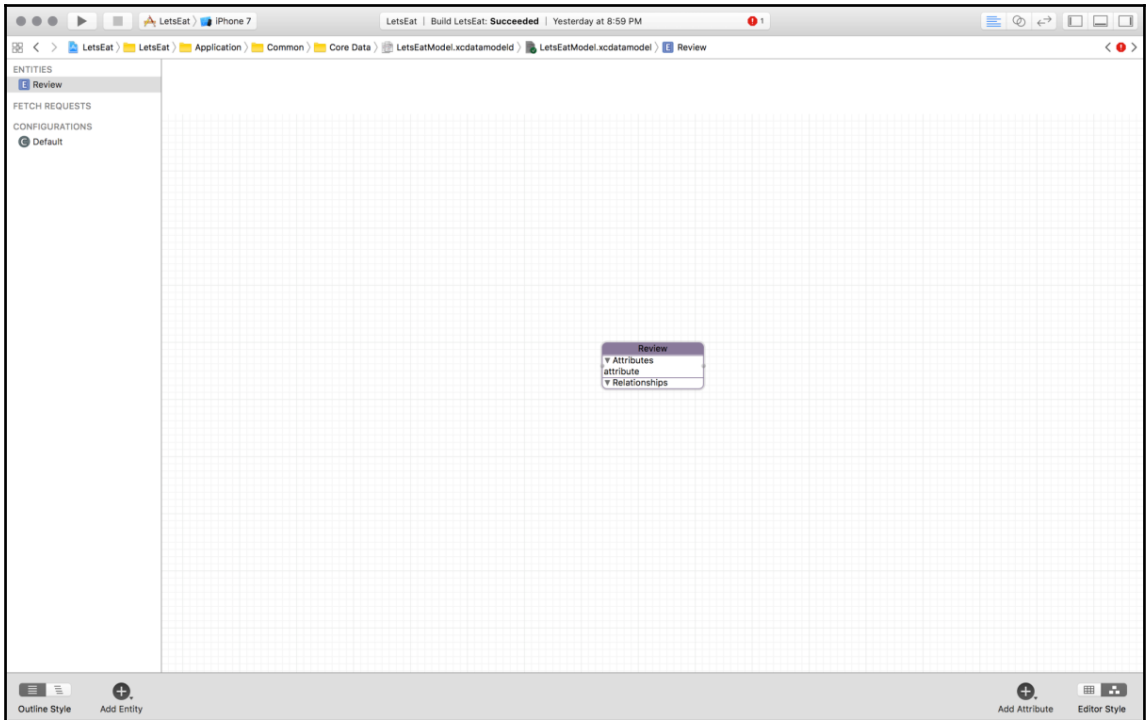 LetsEat 〉 iPhone 7
LetsEat | Build LetsEat: Succeeded | Yesterday at 8:59 PM
1
LetsEat 〉 LetsEat 〉 Application 〉 Common 〉 Core Data 〉 LetsEatModel.xcdatamodeld 〉 LetsEatModel.xcdatamodel 〉 E Review
ENTITIES
E Review
FETCH REQUESTS
CONFIGURATIONS
C Default
Review
▼ Attributes
attribute
▼ Relationships
Outline Style
Add Entity
Add Attribute
Editor Style